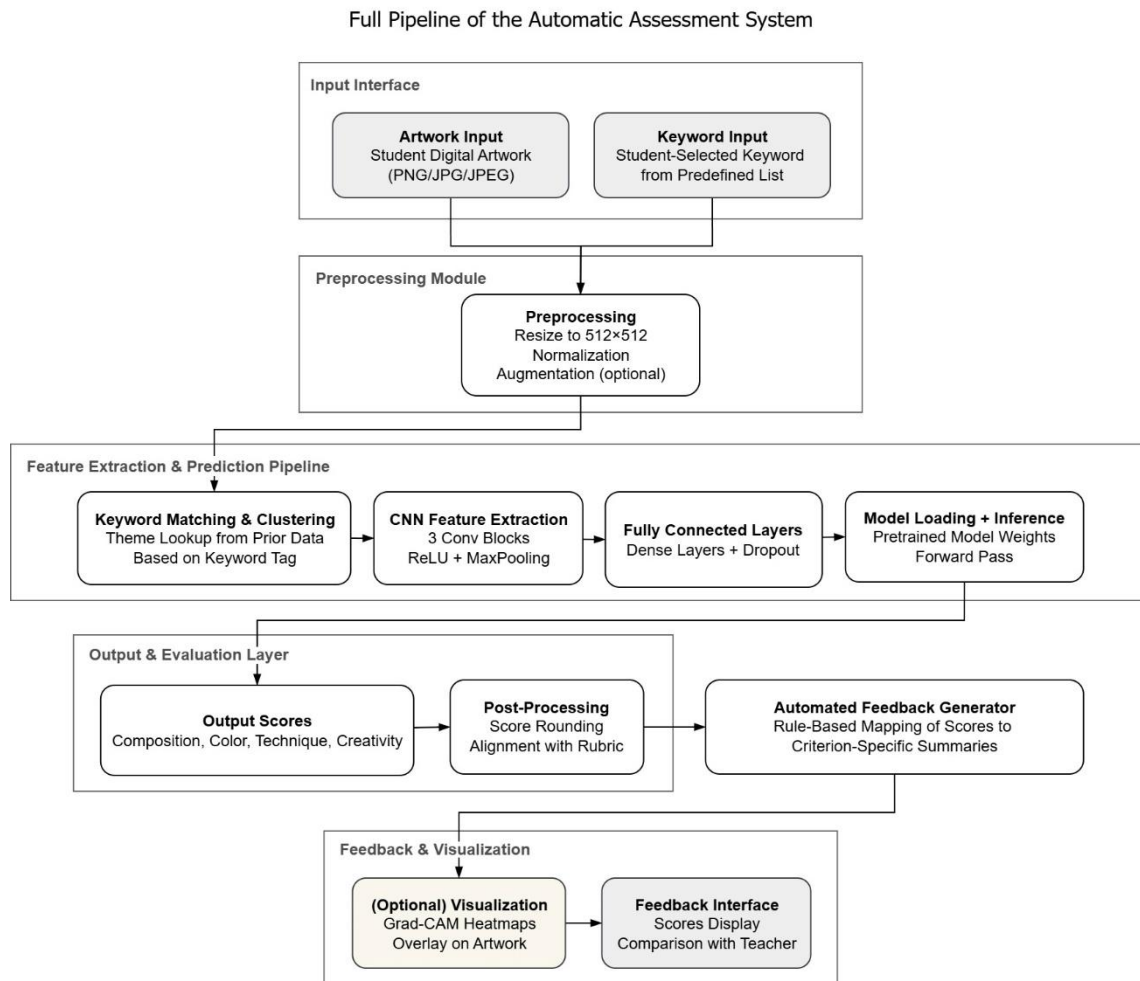 Full Pipeline of the Automatic Assessment System
Input Interface
Artwork Input
Student Digital Artwork
(PNG/JPG/JPEG)
Keyword Input
Student-Selected Keyword
from Predefined List
Preprocessing Module
Preprocessing
Resize to 512×512
Normalization
Augmentation (optional)
Feature Extraction & Prediction Pipeline
Keyword Matching & Clustering
Theme Lookup from Prior Data
Based on Keyword Tag
CNN Feature Extraction
3 Conv Blocks
ReLU + MaxPooling
Fully Connected Layers
Dense Layers + Dropout
Model Loading + Inference
Pretrained Model Weights
Forward Pass
Output & Evaluation Layer
Output Scores
Composition, Color, Technique, Creativity
Post-Processing
Score Rounding
Alignment with Rubric
Automated Feedback Generator
Rule-Based Mapping of Scores to
Criterion-Specific Summaries
Feedback & Visualization
(Optional) Visualization
Grad-CAM Heatmaps
Overlay on Artwork
Feedback Interface
Scores Display
Comparison with Teacher